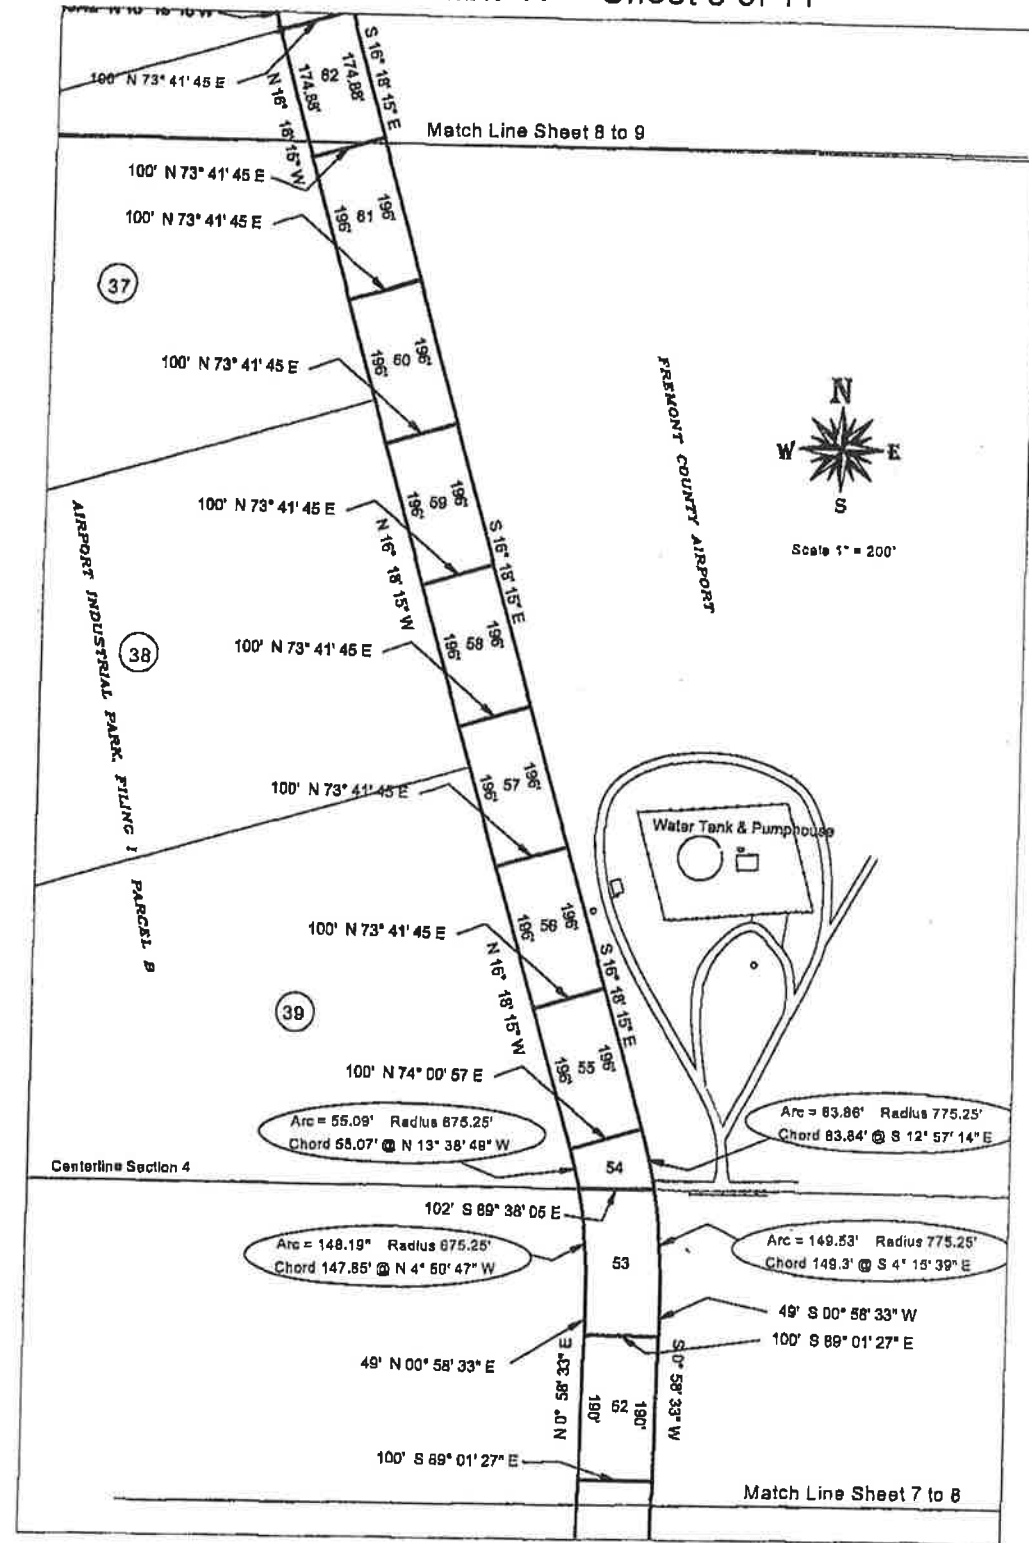 Sheet 8 of 11
100' N 73° 41' 45 E
N 16° 18' 15" W
174.88'
62
174.88'
S 16° 18' 15" E
Match Line Sheet 8 to 9
100' N 73° 41' 45 E
100' N 73° 41' 45 E
196'
61
196'
37
100' N 73° 41' 45 E
196'
60
196'
FREMONT COUNTY AIRPORT
N
W
E
S
Scale 1" = 200'
100' N 73° 41' 45 E
196'
59
196'
N 16° 18' 15" W
S 16° 18' 15" E
AIRPORT INDUSTRIAL PARK, FILING 1 PARCEL B
38
100' N 73° 41' 45 E
196'
58
196'
100' N 73° 41' 45 E
196'
57
196'
Water Tank & Pumphouse
100' N 73° 41' 45 E
196'
56
196'
N 16° 18' 15" W
S 16° 18' 15" E
39
196'
55
196'
100' N 74° 00' 57 E
Arc = 55.09' Radius 675.25'
Chord 55.07' @ N 13° 38' 48" W
Arc = 83.86' Radius 775.25'
Chord 83.84' @ S 12° 57' 14" E
Centerline Section 4
54
102' S 89° 38' 05 E
Arc = 148.19" Radius 675.25'
Chord 147.85' @ N 4° 50' 47" W
53
Arc = 149.53' Radius 775.25'
Chord 149.3' @ S 4° 15' 39" E
49' S 00° 58' 33" W
100' S 89° 01' 27" E
49' N 00° 58' 33" E
N 0° 58' 33" E
190'
52
190'
S 0° 58' 33" W
100' S 89° 01' 27" E
Match Line Sheet 7 to 8